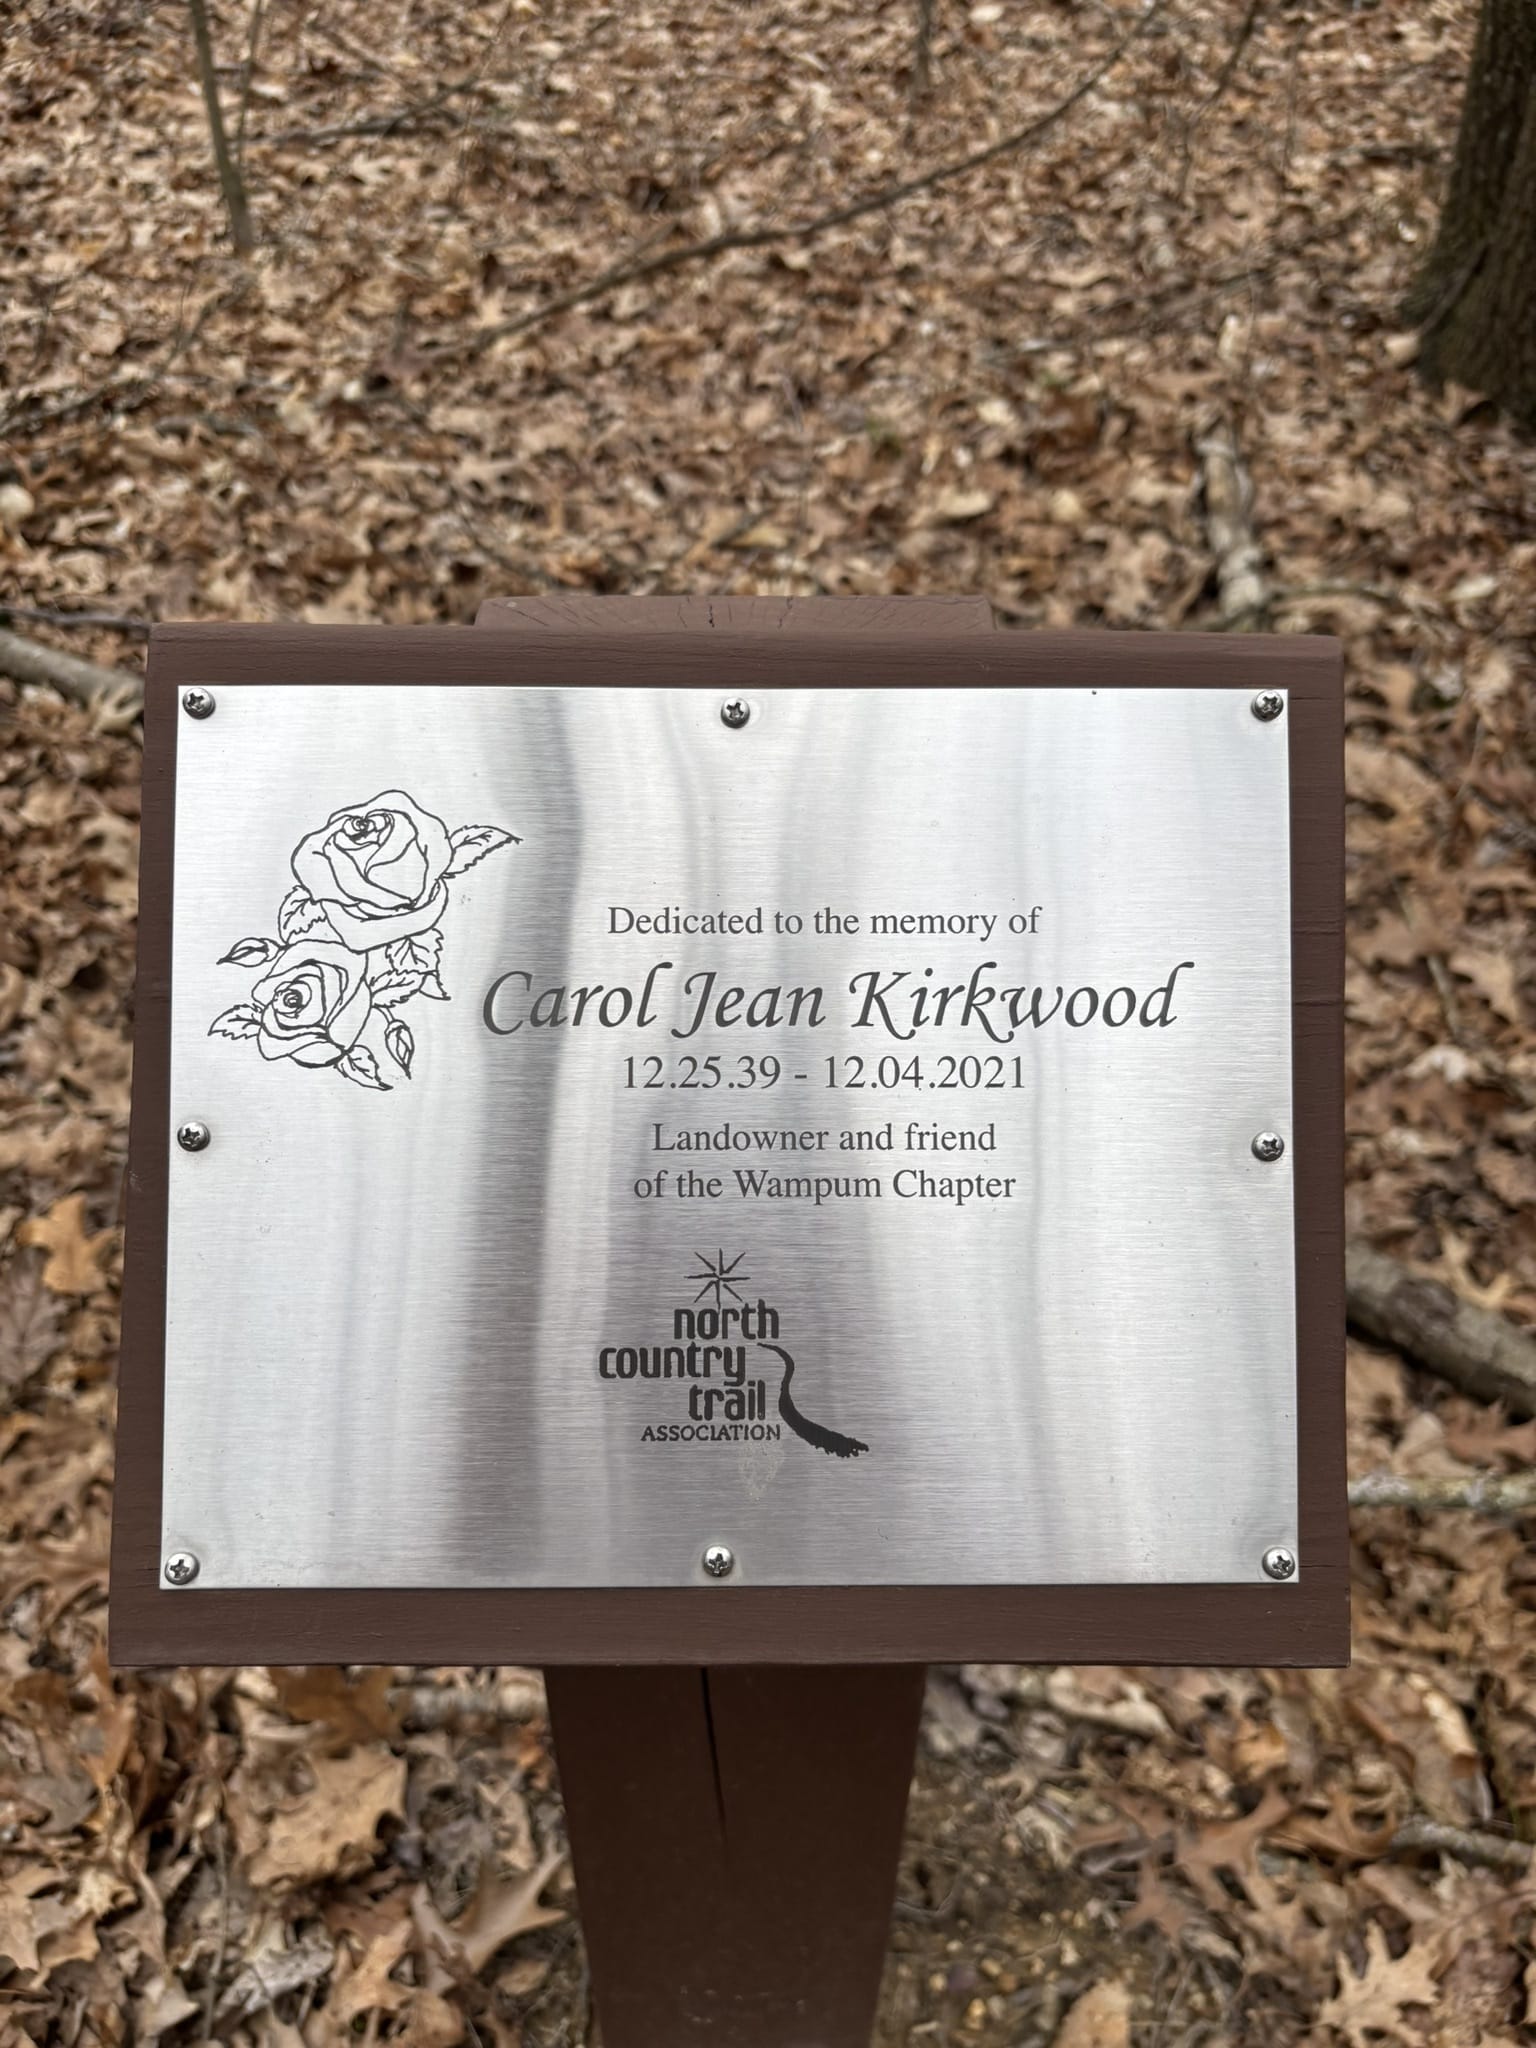 Dedicated to the memory of
Carol Jean Kirkwood
12.25.39 - 12.04.2021
Landowner and friend
of the Wampum Chapter
north
country
trail
ASSOCIATION